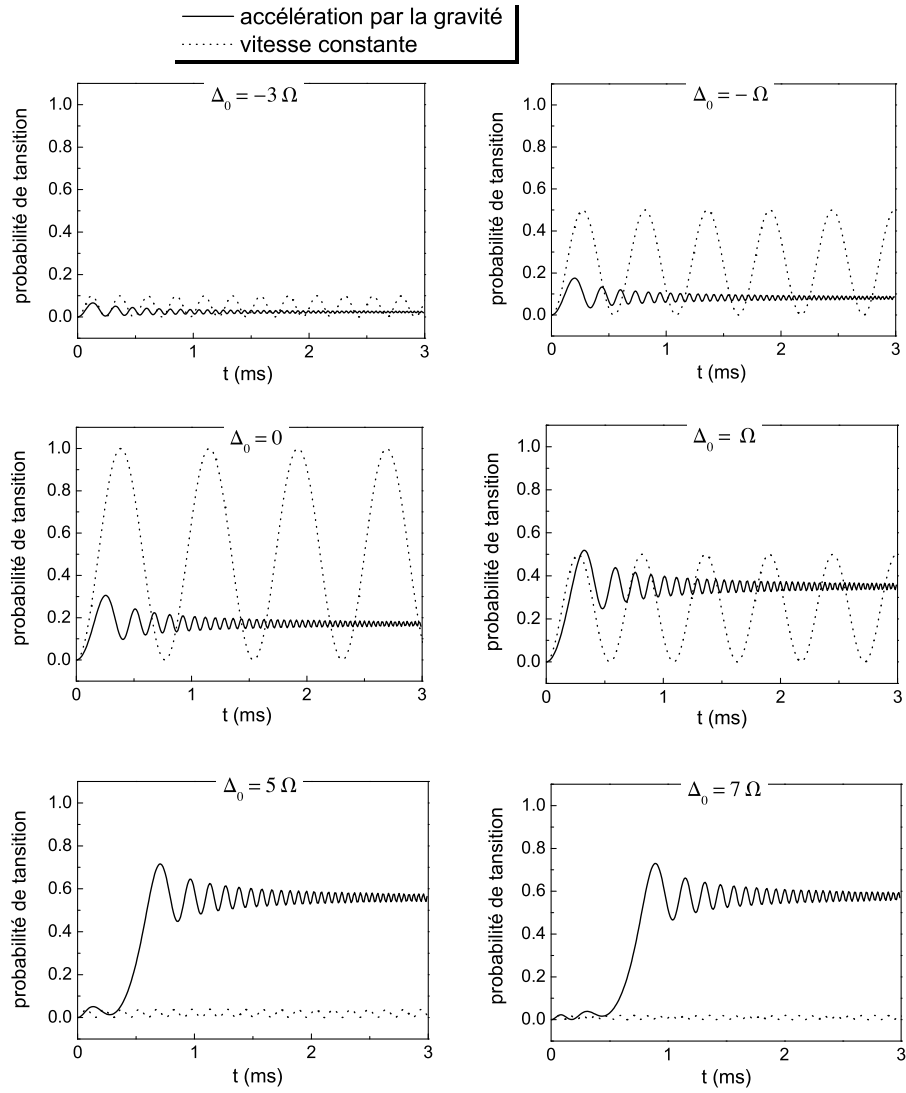 accélération par la gravité
vitesse constante
Δ₀ = −3 Ω
probabilité de tansition
1.0
0.8
0.6
0.4
0.2
0.0
0 1 2 3
t (ms)
Δ₀ = − Ω
probabilité de tansition
1.0
0.8
0.6
0.4
0.2
0.0
0 1 2 3
t (ms)
Δ₀ = 0
probabilité de tansition
1.0
0.8
0.6
0.4
0.2
0.0
0 1 2 3
t (ms)
Δ₀ = Ω
probabilité de tansition
1.0
0.8
0.6
0.4
0.2
0.0
0 1 2 3
t (ms)
Δ₀ = 5 Ω
probabilité de tansition
1.0
0.8
0.6
0.4
0.2
0.0
0 1 2 3
t (ms)
Δ₀ = 7 Ω
probabilité de tansition
1.0
0.8
0.6
0.4
0.2
0.0
0 1 2 3
t (ms)